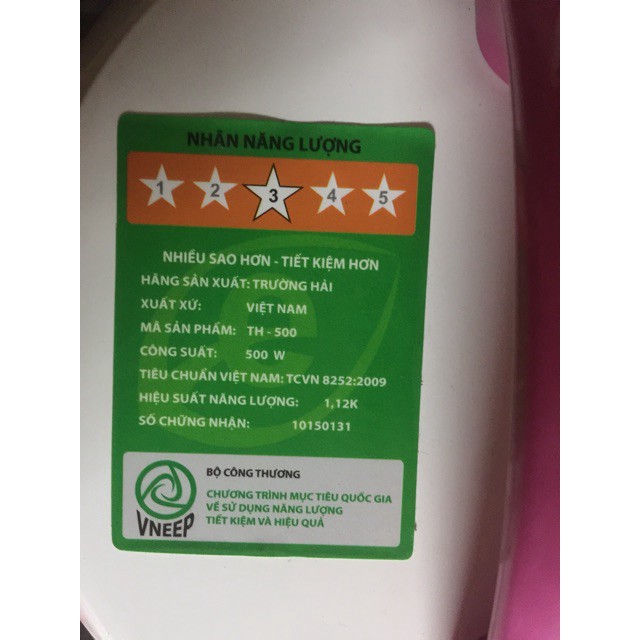 NHÃN NĂNG LƯỢNG
1 2 3 4 5
NHIỀU SAO HƠN - TIẾT KIỆM HƠN
HÃNG SẢN XUẤT: TRƯỜNG HẢI
XUẤT XỨ: VIỆT NAM
MÃ SẢN PHẨM: TH - 500
CÔNG SUẤT: 500 W
TIÊU CHUẨN VIỆT NAM: TCVN 8252:2009
HIỆU SUẤT NĂNG LƯỢNG: 1,12K
SỐ CHỨNG NHẬN: 10150131
BỘ CÔNG THƯƠNG
CHƯƠNG TRÌNH MỤC TIÊU QUỐC GIA
VỀ SỬ DỤNG NĂNG LƯỢNG
TIẾT KIỆM VÀ HIỆU QUẢ
VNEEP